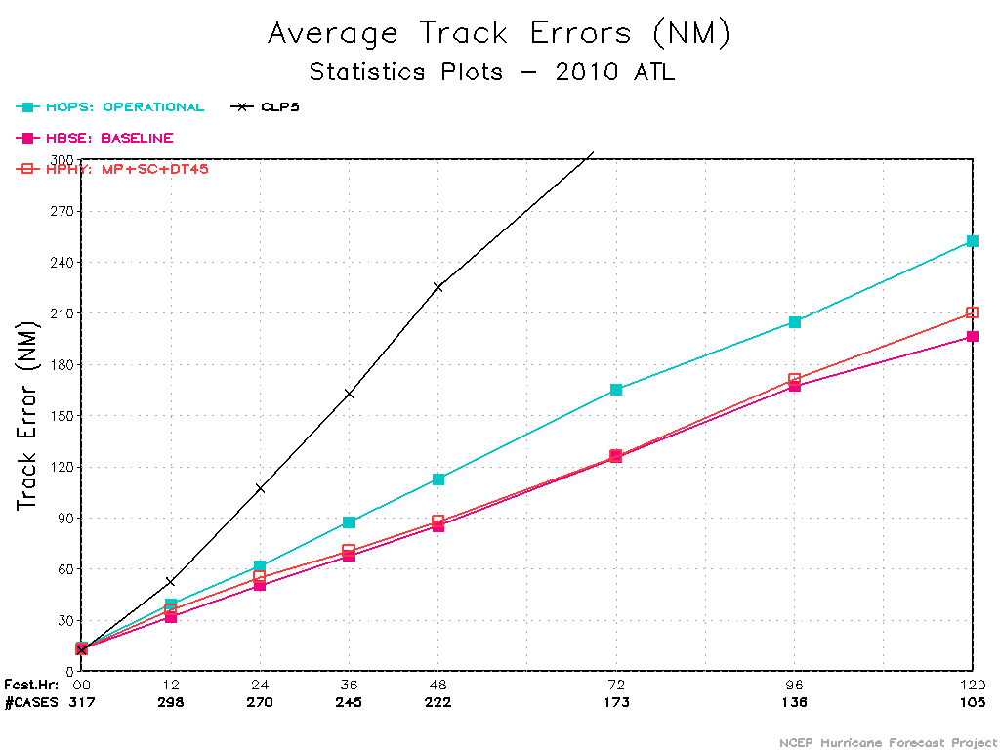 Average Track Errors (NM)
Statistics Plots – 2010 ATL
HOPS: OPERATIONAL CLP5
HBSE: BASELINE
HPHY: MP+SC+DT45
300
270
240
210
180
150
120
90
60
30
0
Track Error (NM)
Fcst.Hr: 00 12 24 36 48 72 96 120
#CASES 317 298 270 245 222 173 136 105
NCEP Hurricane Forecast Project